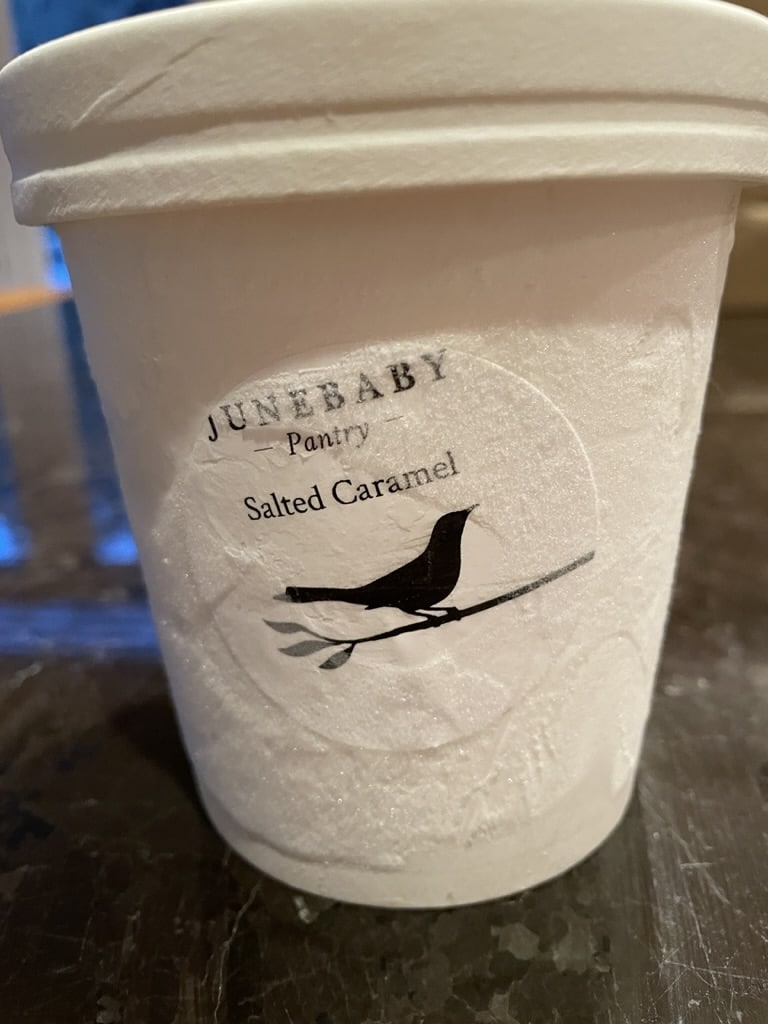 JUNEBABY
– Pantry –
Salted Caramel